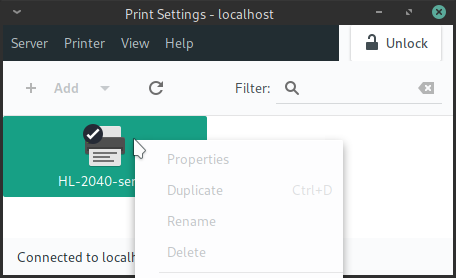 Print Settings - localhost
Server Printer View Help Unlock
Add Filter:
HL-2040-ser
Properties
Duplicate Ctrl+D
Rename
Delete
Connected to localh